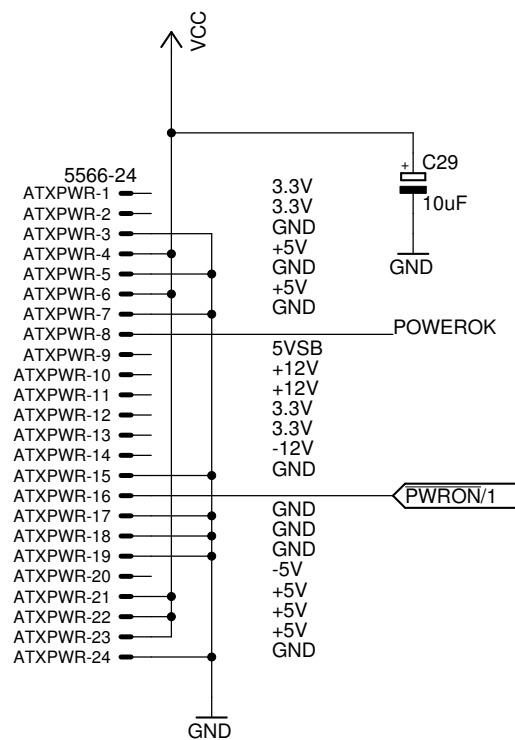 VCC
C29
10uF
GND
5566-24
ATXPWR-1 3.3V
ATXPWR-2 3.3V
ATXPWR-3 GND
ATXPWR-4 +5V
ATXPWR-5 GND
ATXPWR-6 +5V
ATXPWR-7 GND
ATXPWR-8 POWEROK
ATXPWR-9 5VSB
ATXPWR-10 +12V
ATXPWR-11 +12V
ATXPWR-12 3.3V
ATXPWR-13 3.3V
ATXPWR-14 -12V
ATXPWR-15 GND
ATXPWR-16 PWRON/1
ATXPWR-17 GND
ATXPWR-18 GND
ATXPWR-19 GND
ATXPWR-20 -5V
ATXPWR-21 +5V
ATXPWR-22 +5V
ATXPWR-23 +5V
ATXPWR-24 GND
GND